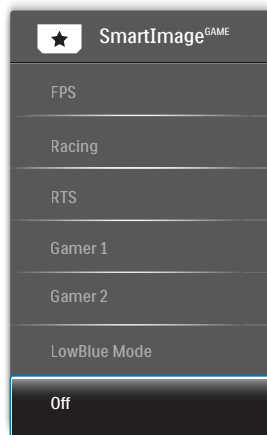 SmartImageGAME
FPS
Racing
RTS
Gamer 1
Gamer 2
LowBlue Mode
Off